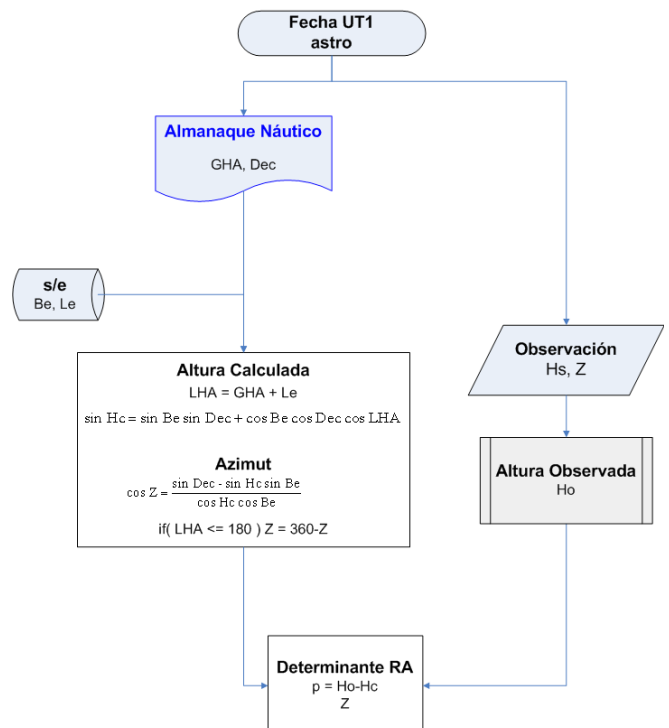 Fecha UT1
astro
Almanaque Náutico
GHA, Dec
s/e
Be, Le
Altura Calculada
LHA = GHA + Le
sin Hc = sin Be sin Dec + cos Be cos Dec cos LHA
Azimut
cos Z = (sin Dec - sin Hc sin Be) / (cos Hc cos Be)
if( LHA <= 180 ) Z = 360-Z
Observación
Hs, Z
Altura Observada
Ho
Determinante RA
p = Ho-Hc
Z